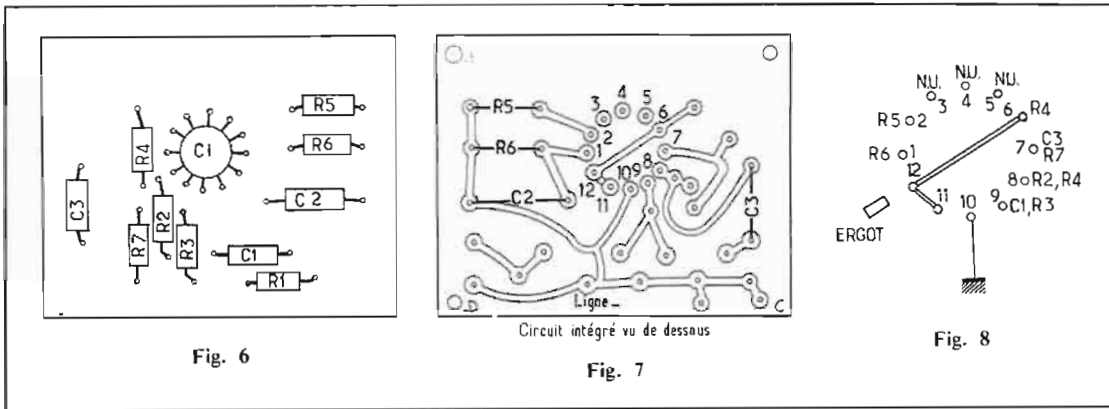 R5
R4
Ci
R6
C3
R2
C2
R7
R3
C1
R1
Fig. 6
A
R5
3
4
5
2
6
R6
1
7
12
10
9
8
11
C2
C3
D
Ligne -
C
Circuit intégré vu de dessous
Fig. 7
N.U.
N.U.
N.U.
3
4
5
6
R4
R5
2
R6
1
7
C3
R7
12
8
R2, R4
11
10
9
C1, R3
ERGOT
Fig. 8